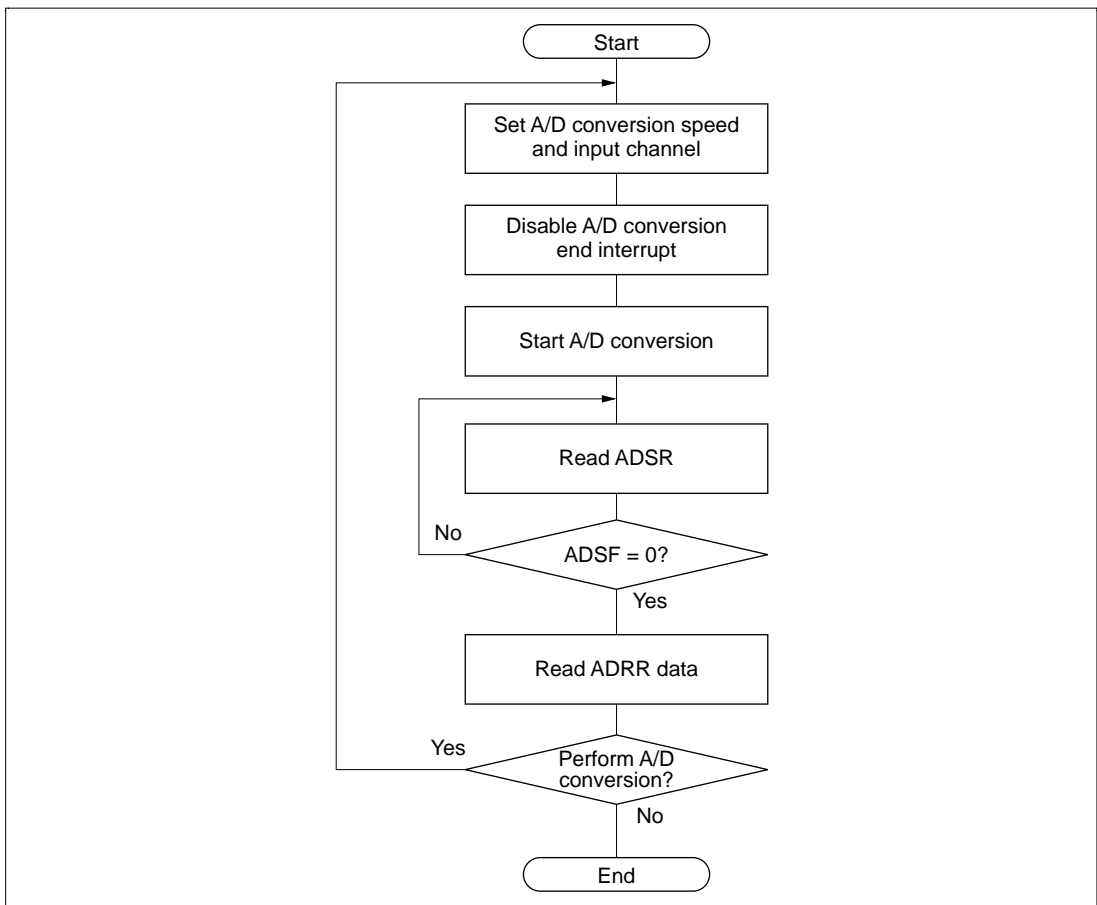 Start
Set A/D conversion speed
and input channel
Disable A/D conversion
end interrupt
Start A/D conversion
Read ADSR
No
ADSF = 0?
Yes
Read ADRR data
Yes
Perform A/D
conversion?
No
End